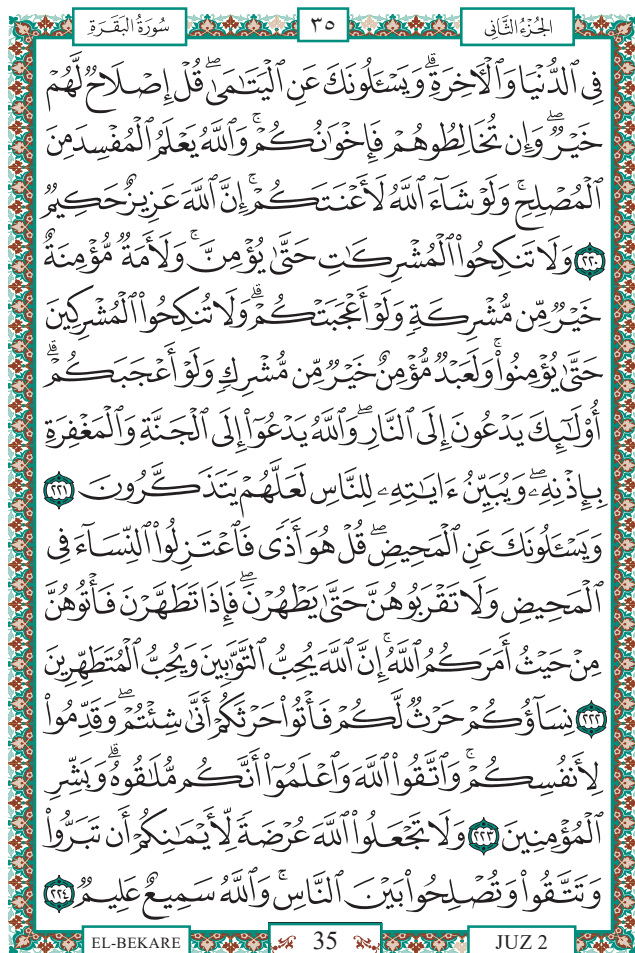 سُورَةُ البَقَرَةِ ٣٥ الجُزْءُ الثَّانِي
فِي ٱلدُّنْيَا وَٱلْأٓخِرَةِۗ وَيَسْـَٔلُونَكَ عَنِ ٱلْيَتَٰمَىٰۖ قُلْ إِصْلَاحٌ لَّهُمْ
خَيْرٌۖ وَإِن تُخَالِطُوهُمْ فَإِخْوَٰنُكُمْۚ وَٱللَّهُ يَعْلَمُ ٱلْمُفْسِدَ مِنَ
ٱلْمُصْلِحِۚ وَلَوْ شَآءَ ٱللَّهُ لَأَعْنَتَكُمْۚ إِنَّ ٱللَّهَ عَزِيزٌ حَكِيمٌ
٢٢٠ وَلَا تَنكِحُوا۟ ٱلْمُشْرِكَٰتِ حَتَّىٰ يُؤْمِنَّۚ وَلَأَمَةٌ مُّؤْمِنَةٌ
خَيْرٌ مِّن مُّشْرِكَةٍ وَلَوْ أَعْجَبَتْكُمْۗ وَلَا تُنكِحُوا۟ ٱلْمُشْرِكِينَ
حَتَّىٰ يُؤْمِنُوا۟ۚ وَلَعَبْدٌ مُّؤْمِنٌ خَيْرٌ مِّن مُّشْرِكٍ وَلَوْ أَعْجَبَكُمْۗ
أُو۟لَٰٓئِكَ يَدْعُونَ إِلَى ٱلنَّارِۖ وَٱللَّهُ يَدْعُوٓا۟ إِلَى ٱلْجَنَّةِ وَٱلْمَغْفِرَةِ
بِإِذْنِهِۦۖ وَيُبَيِّنُ ءَايَٰتِهِۦ لِلنَّاسِ لَعَلَّهُمْ يَتَذَكَّرُونَ ٢٢١
وَيَسْـَٔلُونَكَ عَنِ ٱلْمَحِيضِۖ قُلْ هُوَ أَذًى فَٱعْتَزِلُوا۟ ٱلنِّسَآءَ فِى
ٱلْمَحِيضِ وَلَا تَقْرَبُوهُنَّ حَتَّىٰ يَطْهُرْنَۖ فَإِذَا تَطَهَّرْنَ فَأْتُوهُنَّ
مِنْ حَيْثُ أَمَرَكُمُ ٱللَّهُۚ إِنَّ ٱللَّهَ يُحِبُّ ٱلتَّوَّٰبِينَ وَيُحِبُّ ٱلْمُتَطَهِّرِينَ
٢٢٢ نِسَآؤُكُمْ حَرْثٌ لَّكُمْ فَأْتُوا۟ حَرْثَكُمْ أَنَّىٰ شِئْتُمْۖ وَقَدِّمُوا۟
لِأَنفُسِكُمْۚ وَٱتَّقُوا۟ ٱللَّهَ وَٱعْلَمُوٓا۟ أَنَّكُم مُّلَٰقُوهُۗ وَبَشِّرِ
ٱلْمُؤْمِنِينَ ٢٢٣ وَلَا تَجْعَلُوا۟ ٱللَّهَ عُرْضَةً لِّأَيْمَٰنِكُمْ أَن تَبَرُّوا۟
وَتَتَّقُوا۟ وَتُصْلِحُوا۟ بَيْنَ ٱلنَّاسِۚ وَٱللَّهُ سَمِيعٌ عَلِيمٌ ٢٢٤
EL-BEKARE 35 JUZ 2